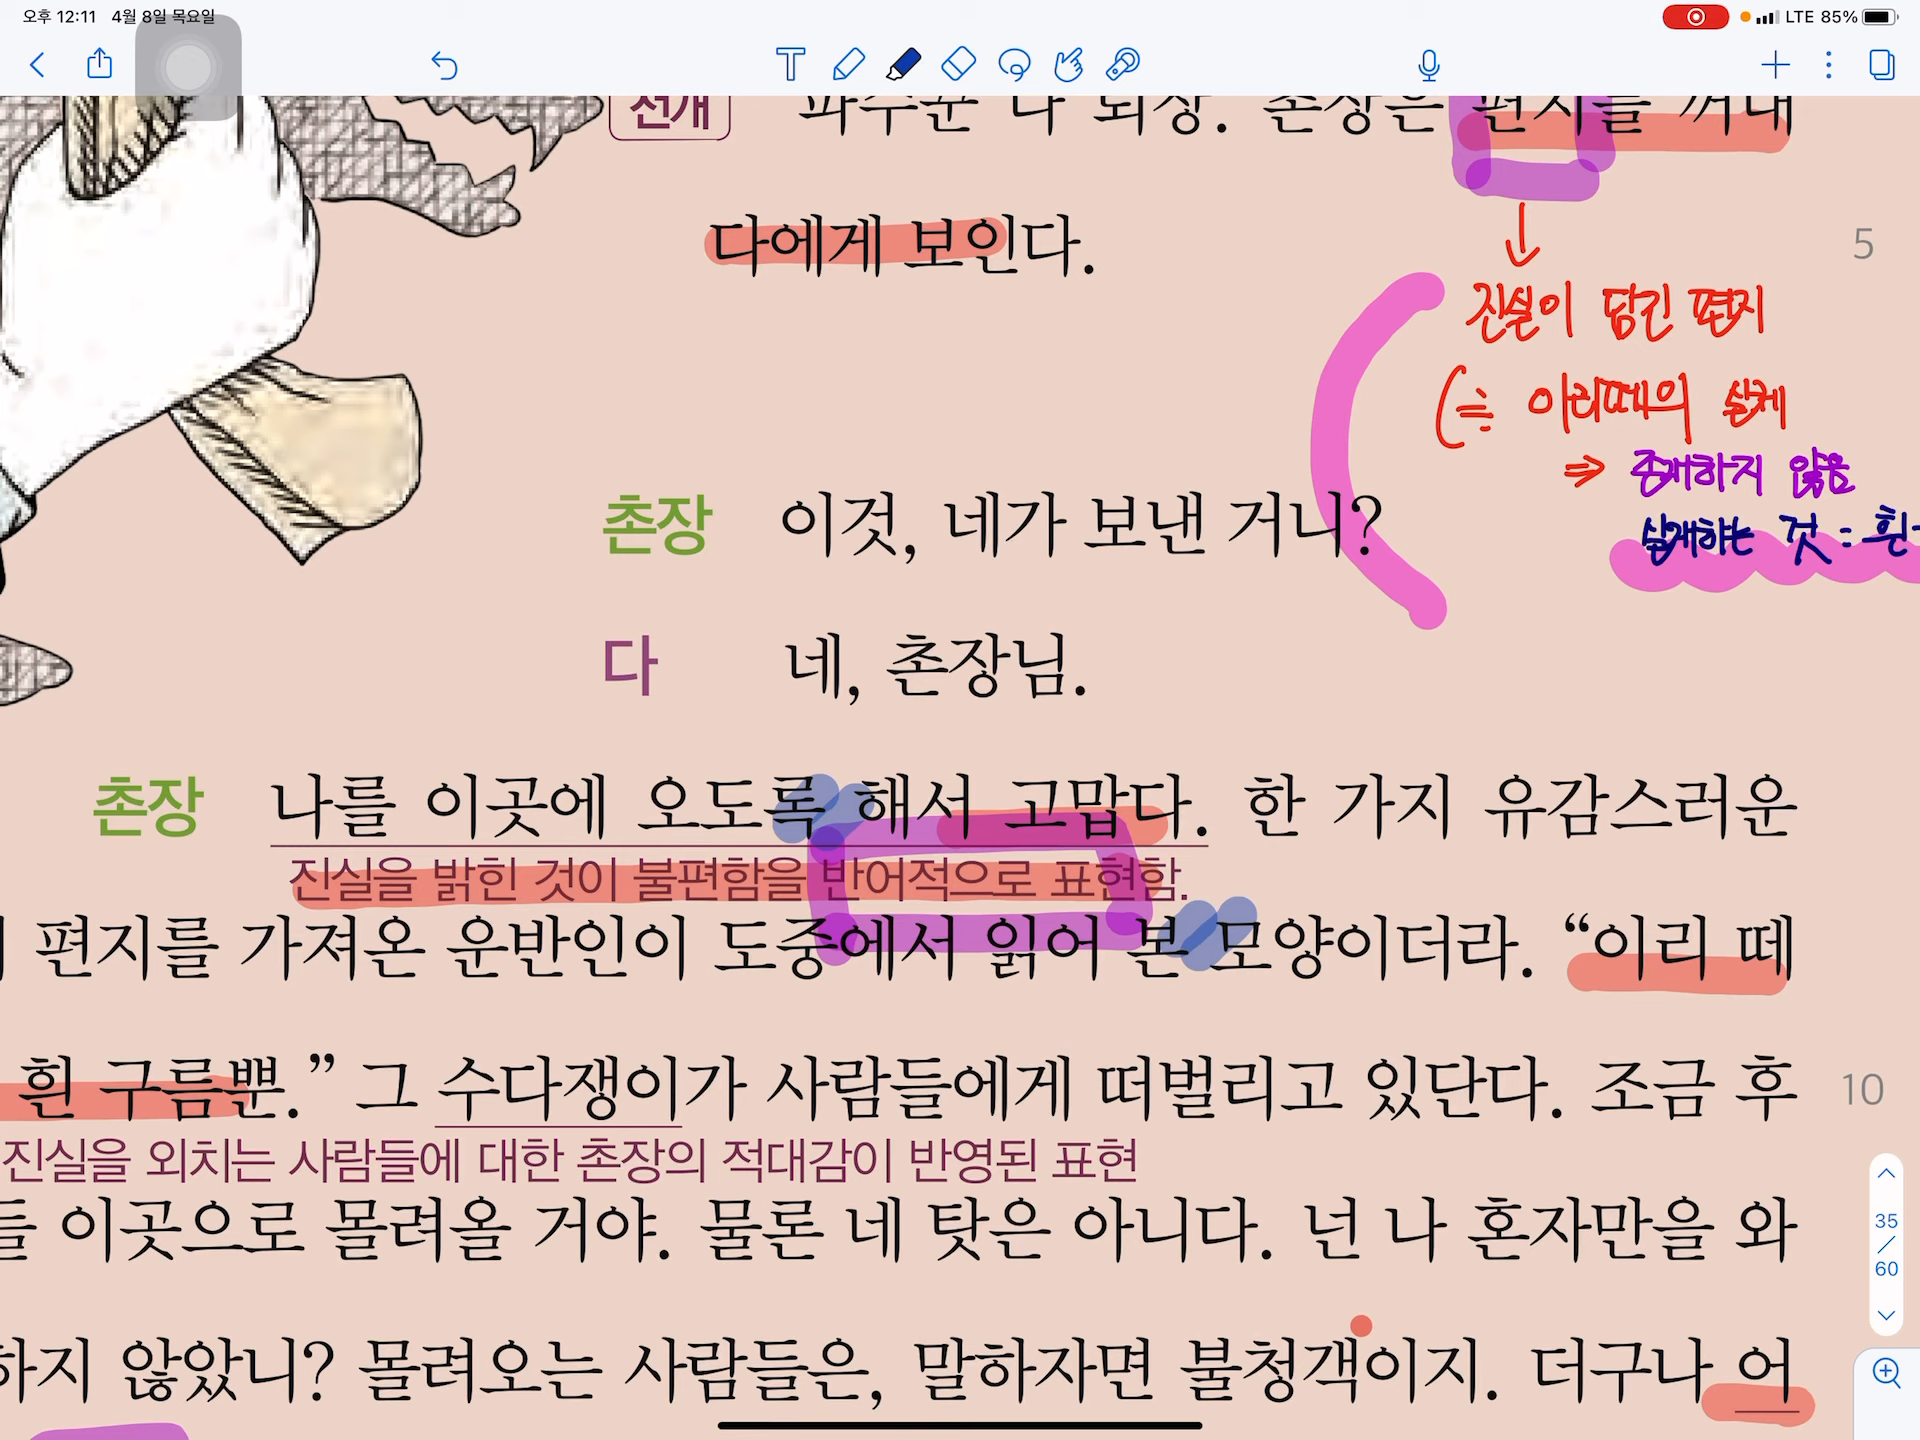 오후 12:11 4월 8일 목요일
LTE 85%
전개 파수꾼 나 퇴장. 촌장은 편지를 꺼내
다에게 보인다.
5
진실이 담긴 편지
(≒ 이리떼의 실체
⇒ 존재하지 않음
실재하는 것 : 흰
촌장 이것, 네가 보낸 거니?
다 네, 촌장님.
촌장 나를 이곳에 오도록 해서 고맙다. 한 가지 유감스러운
진실을 밝힌 것이 불편함을 반어적으로 표현함.
편지를 가져온 운반인이 도중에서 읽어 본 모양이더라. “이리 떼
흰 구름뿐.” 그 수다쟁이가 사람들에게 떠벌리고 있단다. 조금 후
10
진실을 외치는 사람들에 대한 촌장의 적대감이 반영된 표현
들 이곳으로 몰려올 거야. 물론 네 탓은 아니다. 넌 나 혼자만을 와
하지 않았니? 몰려오는 사람들은, 말하자면 불청객이지. 더구나 어
35
/
60